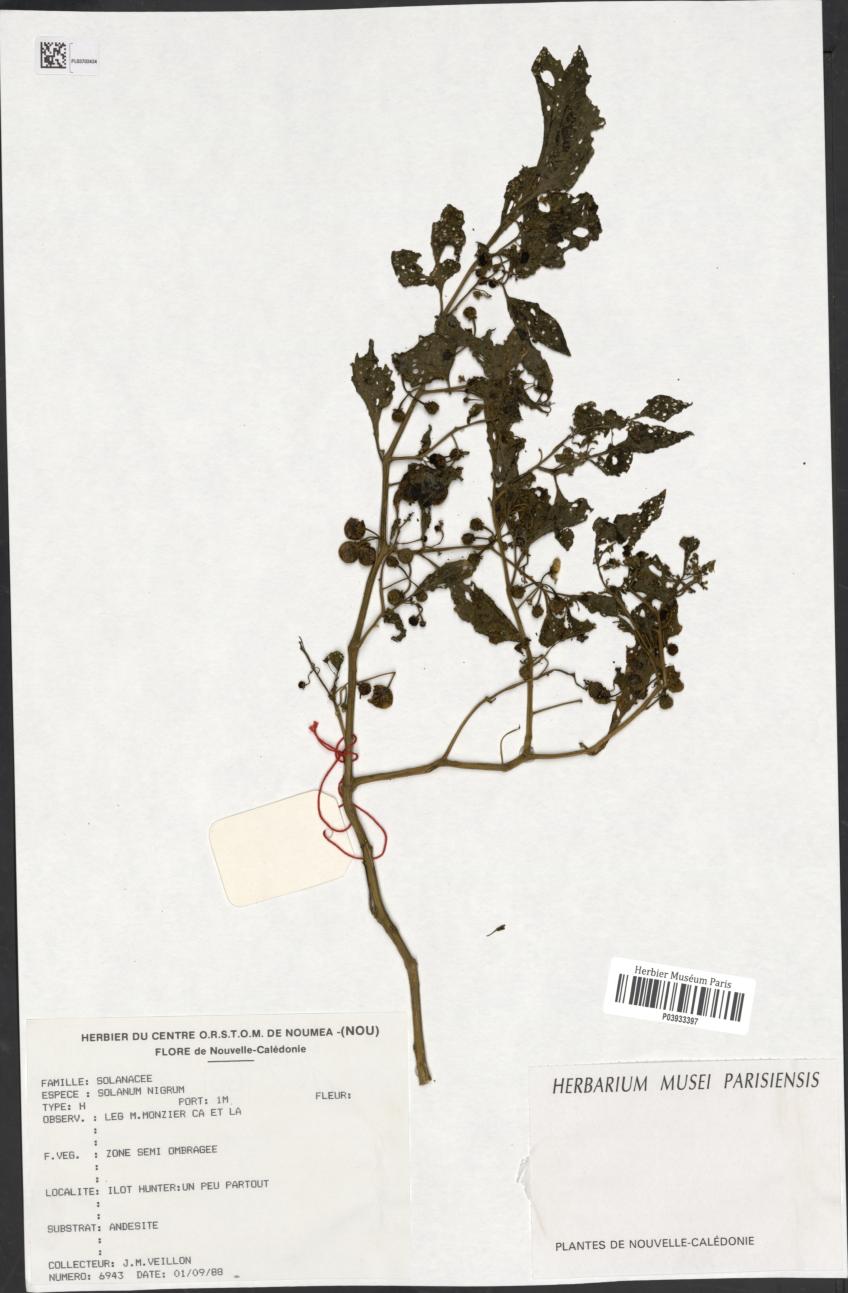 PL03703434
Herbier Muséum Paris
P03933397
HERBIER DU CENTRE O.R.S.T.O.M. DE NOUMEA -(NOU)
FLORE de Nouvelle-Calédonie
FAMILLE: SOLANACEE
ESPECE : SOLANUM NIGRUM
TYPE: H PORT: 1M FLEUR:
OBSERV. : LEG M.MONZIER CA ET LA
:
:
F.VEG. : ZONE SEMI OMBRAGEE
:
:
LOCALITE: ILOT HUNTER:UN PEU PARTOUT
:
:
SUBSTRAT: ANDESITE
:
:
COLLECTEUR: J.M.VEILLON
NUMERO: 6943 DATE: 01/09/88
HERBARIUM MUSEI PARISIENSIS
PLANTES DE NOUVELLE-CALÉDONIE